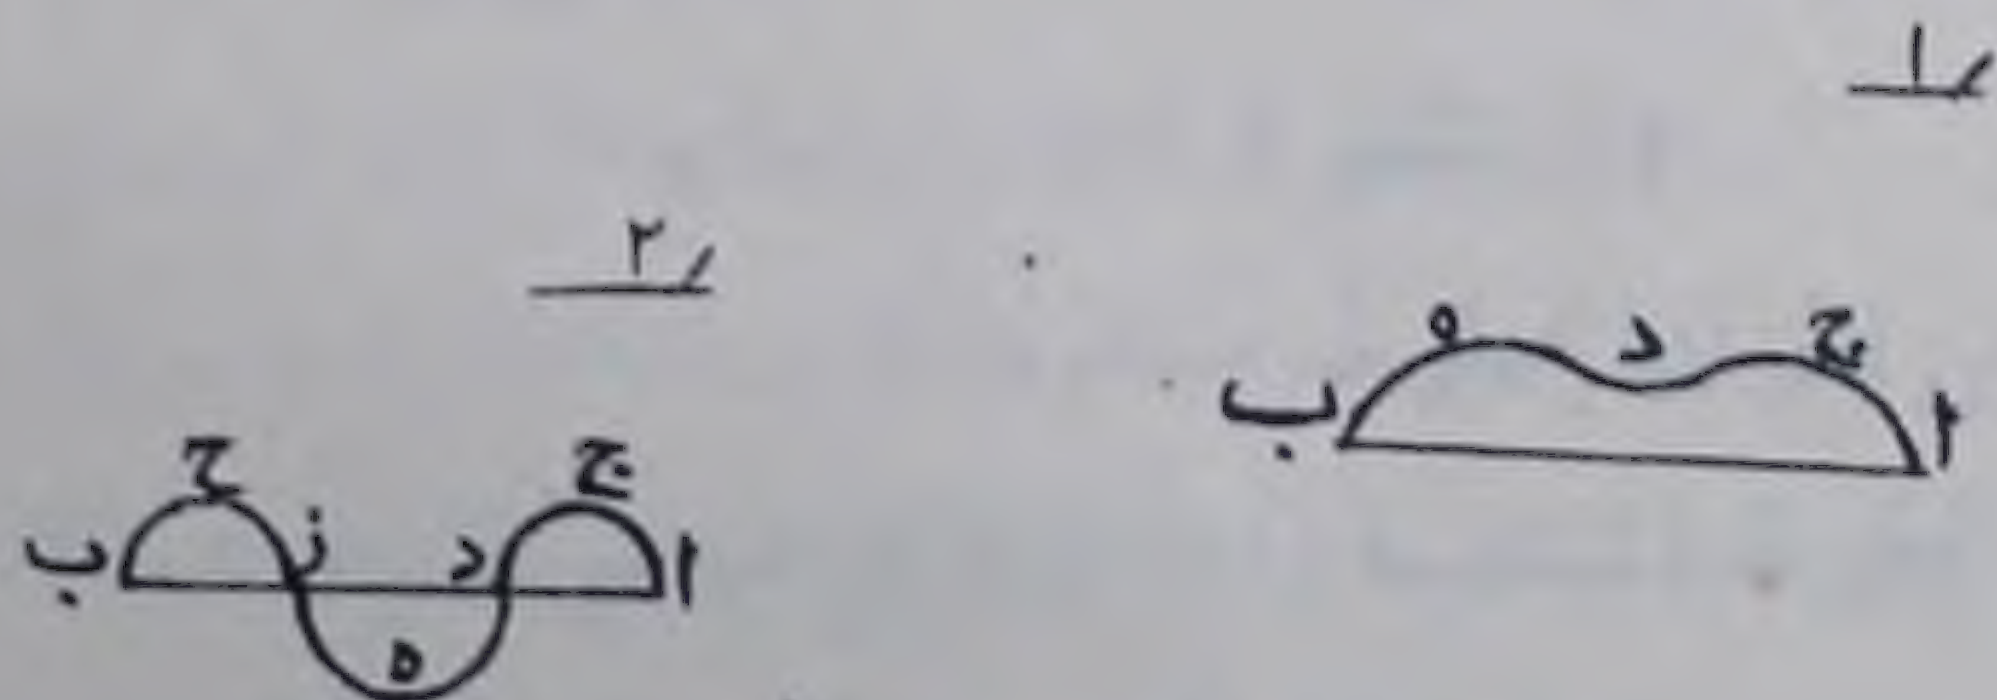 ١
٢
ه د ج
ب ا
ح ج
ب ز د ا
ه